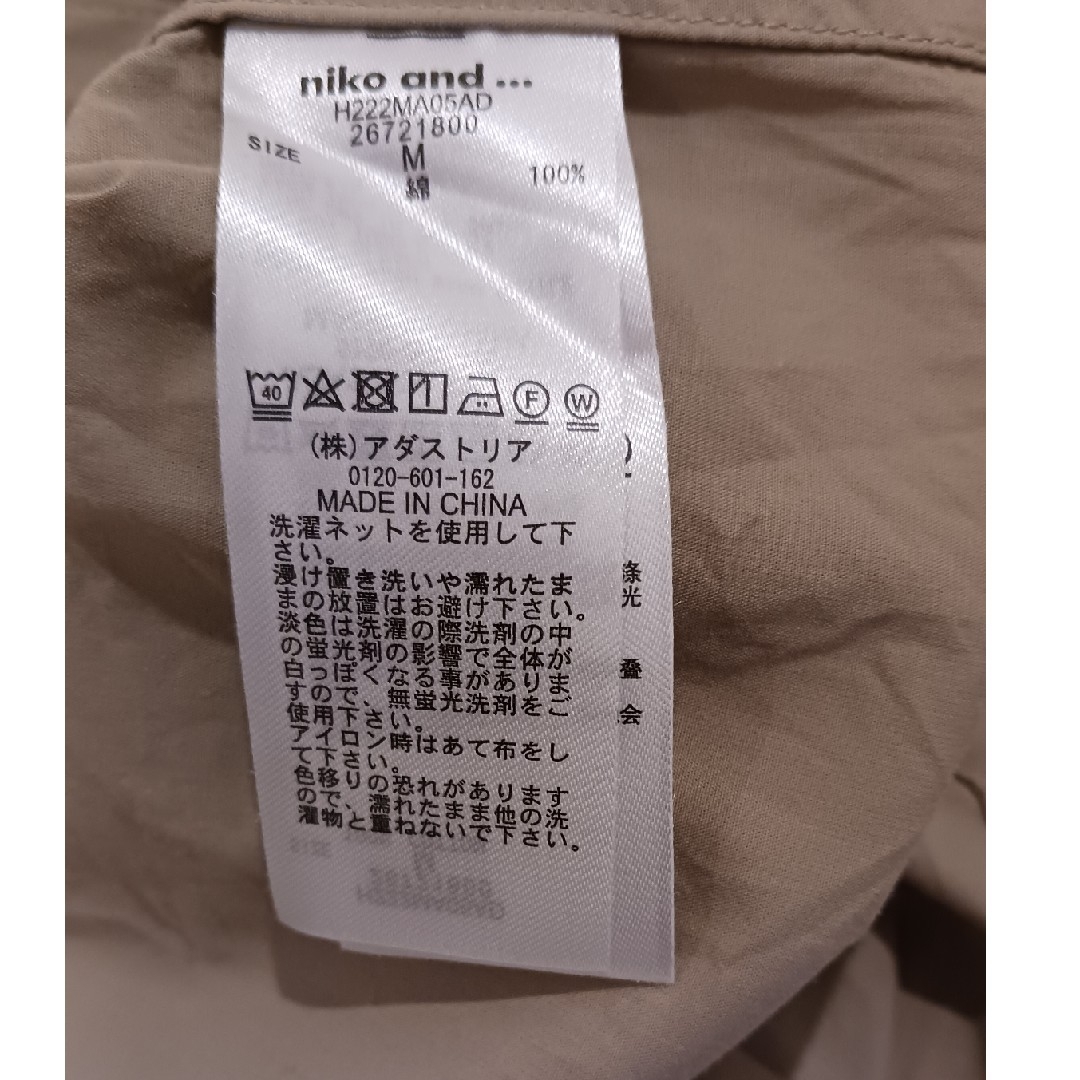 niko and ...
H222MA05AD
26721800
SIZE M
綿 100%
40 F W
(株)アダストリア
0120-601-162
MADE IN CHINA
洗濯ネットを使用して下
さい。
浸け置き洗いや濡れたま
まの放置はお避け下さい。
淡色は洗濯の際洗剤の中
の蛍光剤の影響で全体が
白っぽくなる事がありま
すので、無蛍光洗剤をご
使用下さい。
アイロン時はあて布をし
て下さい。
色移りの恐れがあります
ので、濡れたまま他の洗
濯物と重ねないで下さい。
)
涤
光
叠
会